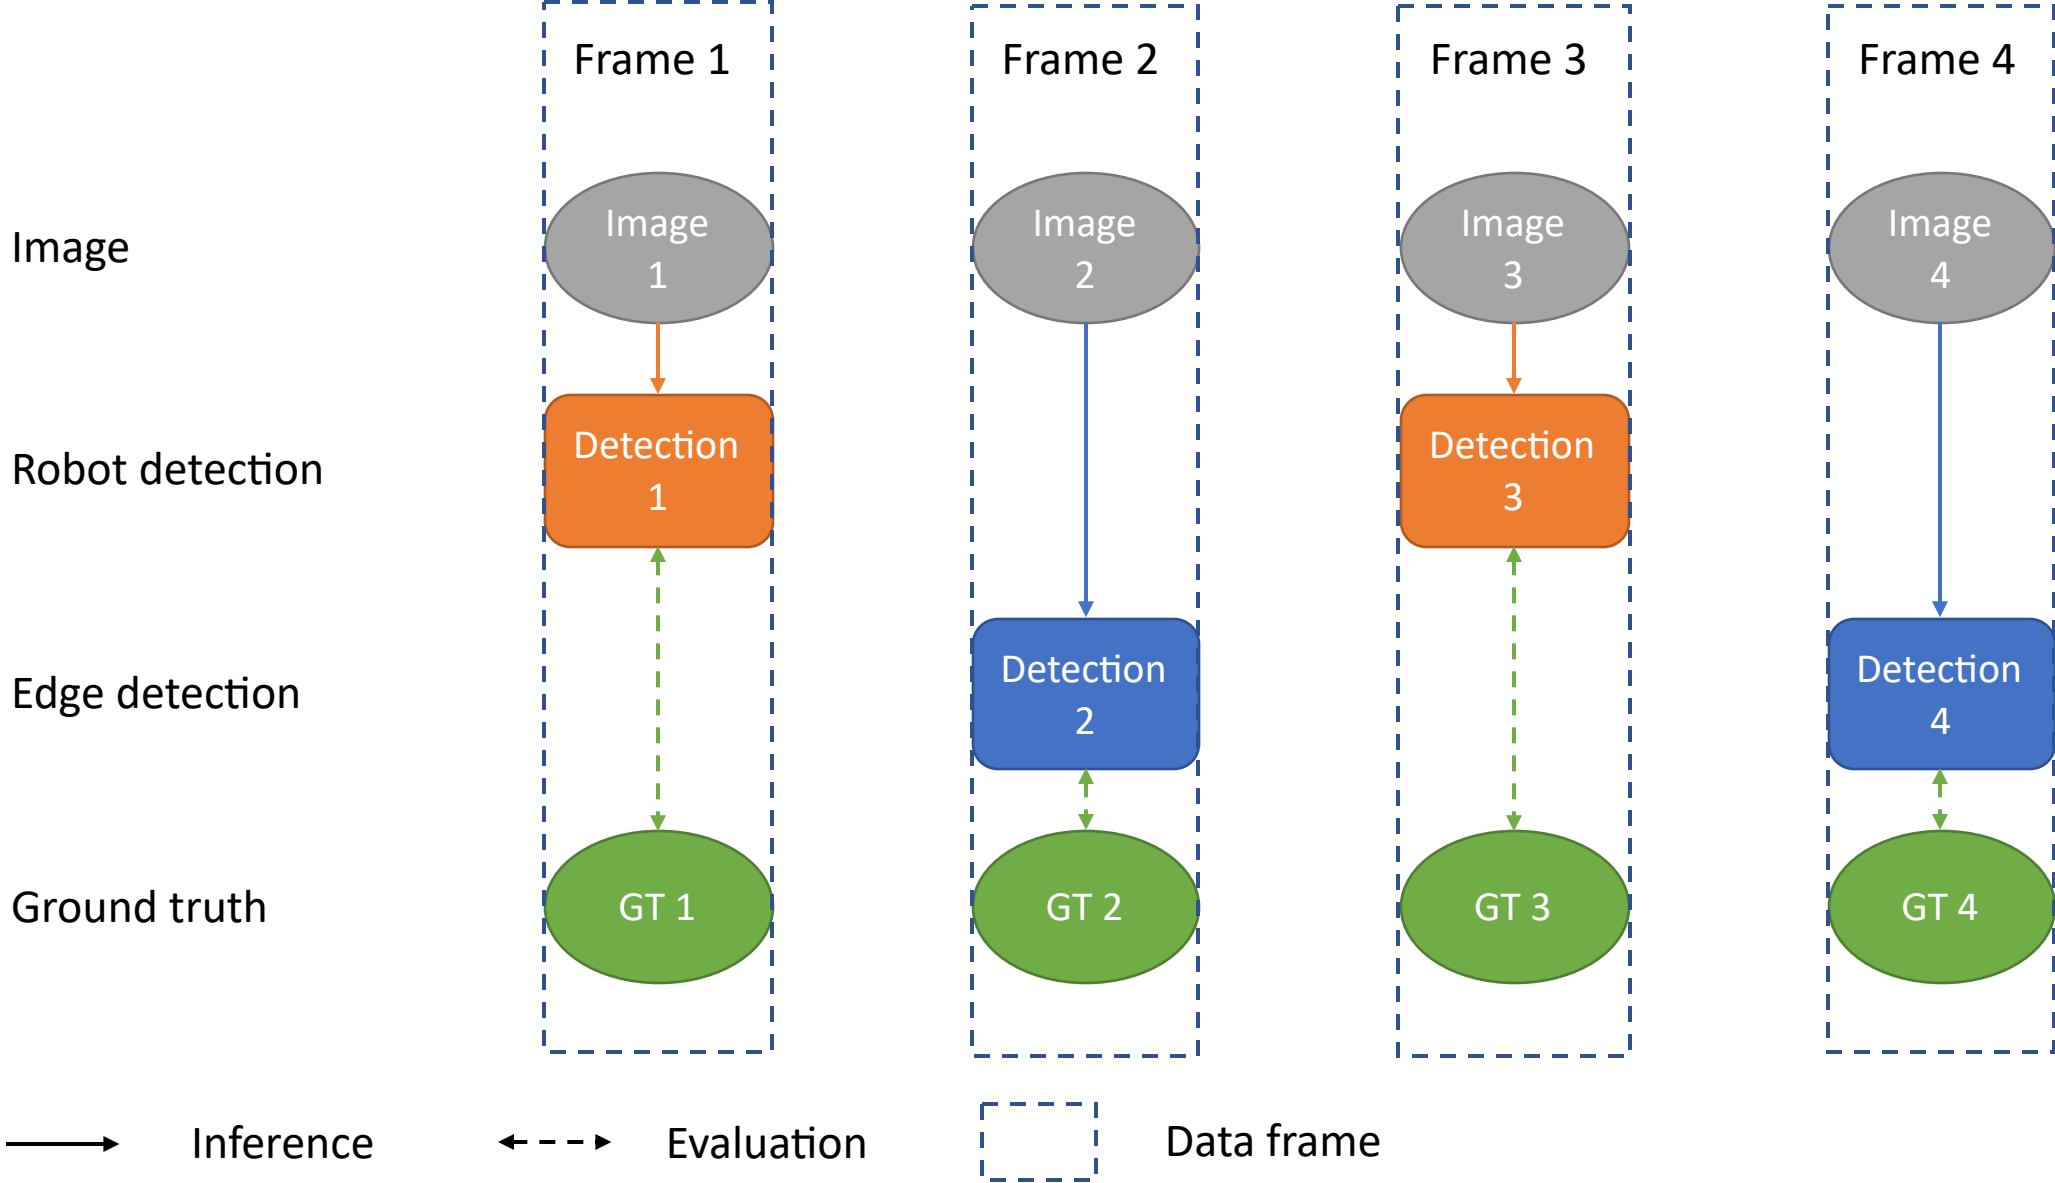 Frame 1
Frame 2
Frame 3
Frame 4
Image
Image
1
Image
2
Image
3
Image
4
Robot detection
Detection
1
Detection
3
Edge detection
Detection
2
Detection
4
Ground truth
GT 1
GT 2
GT 3
GT 4
Inference
Evaluation
Data frame